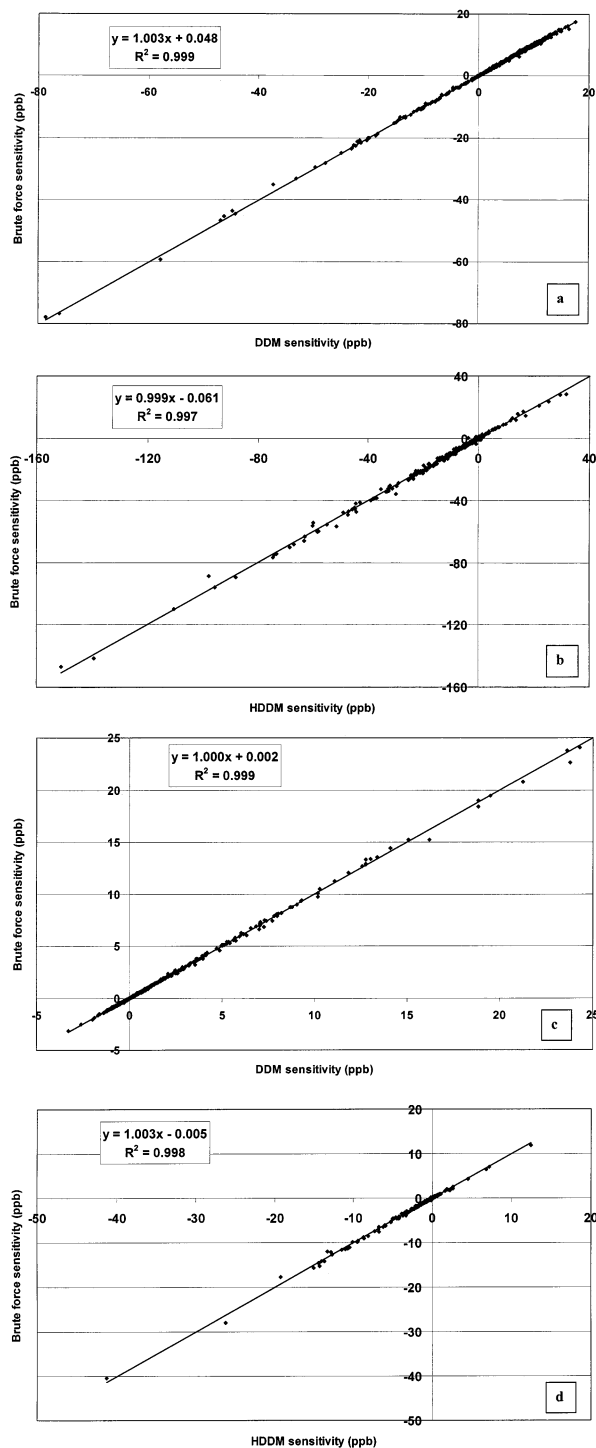 y = 1.003x + 0.048
R² = 0.999
20
0
-80
-60
-40
-20
0
20
-20
-40
-60
-80
Brute force sensitivity (ppb)
a
DDM sensitivity (ppb)
y = 0.999x - 0.061
R² = 0.997
40
0
-160
-120
-80
-40
0
40
-40
-80
-120
-160
Brute force sensitivity (ppb)
b
HDDM sensitivity (ppb)
y = 1.000x + 0.002
R² = 0.999
25
20
15
10
5
0
-5
0
5
10
15
20
25
-5
Brute force sensitivity (ppb)
c
DDM sensitivity (ppb)
y = 1.003x - 0.005
R² = 0.998
20
10
0
-50
-40
-30
-20
-10
0
10
20
-10
-20
-30
-40
-50
Brute force sensitivity (ppb)
d
HDDM sensitivity (ppb)